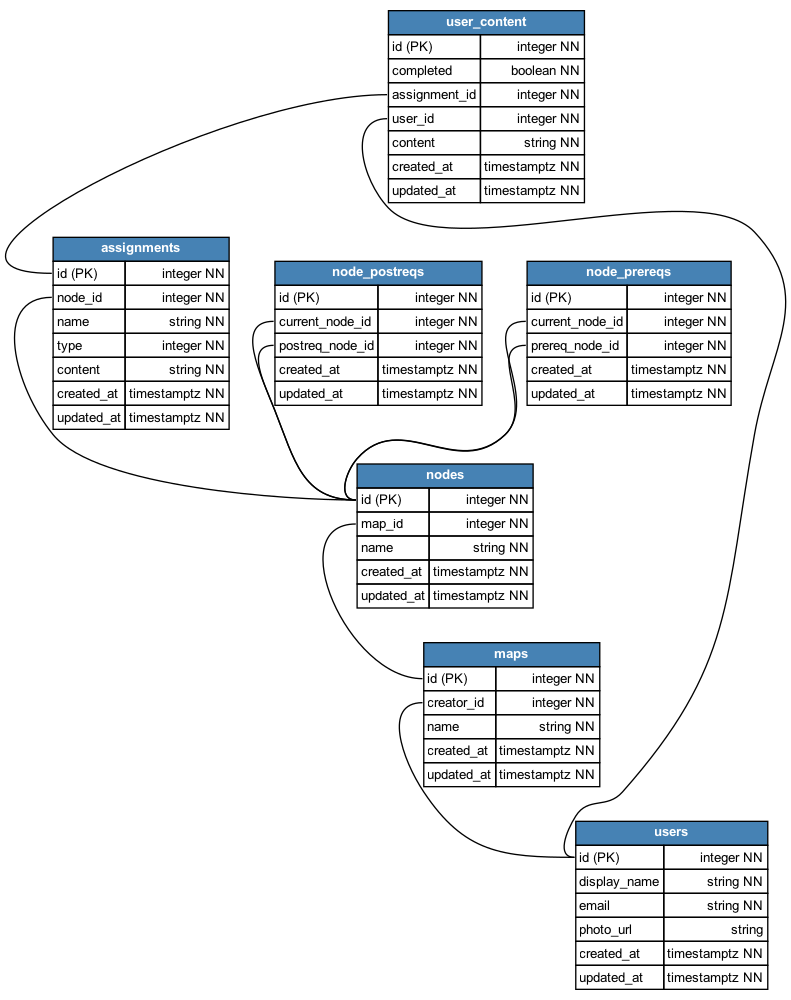 user_content
id (PK) integer NN
completed boolean NN
assignment_id integer NN
user_id integer NN
content string NN
created_at timestamptz NN
updated_at timestamptz NN
assignments
id (PK) integer NN
node_id integer NN
name string NN
type integer NN
content string NN
created_at timestamptz NN
updated_at timestamptz NN
node_postreqs
id (PK) integer NN
current_node_id integer NN
postreq_node_id integer NN
created_at timestamptz NN
updated_at timestamptz NN
node_prereqs
id (PK) integer NN
current_node_id integer NN
prereq_node_id integer NN
created_at timestamptz NN
updated_at timestamptz NN
nodes
id (PK) integer NN
map_id integer NN
name string NN
created_at timestamptz NN
updated_at timestamptz NN
maps
id (PK) integer NN
creator_id integer NN
name string NN
created_at timestamptz NN
updated_at timestamptz NN
users
id (PK) integer NN
display_name string NN
email string NN
photo_url string
created_at timestamptz NN
updated_at timestamptz NN